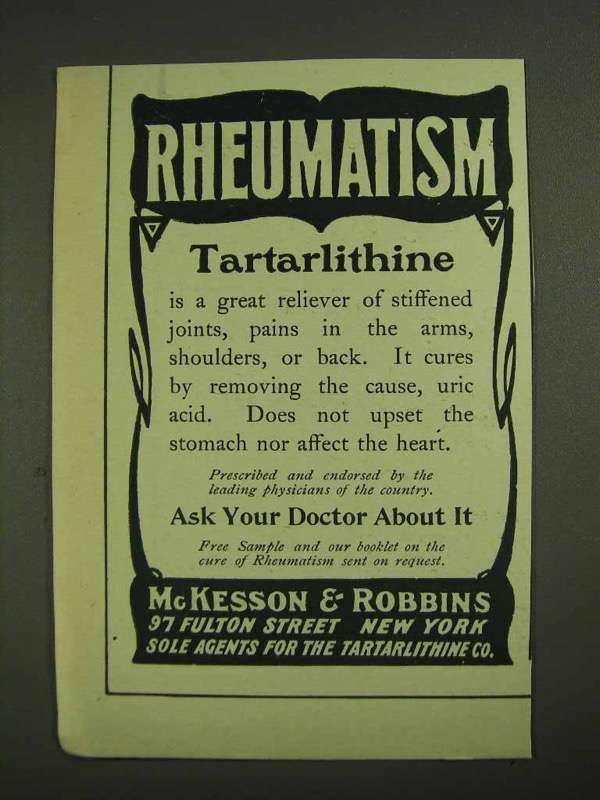 RHEUMATISM
Tartarlithine
is a great reliever of stiffened
joints, pains in the arms,
shoulders, or back. It cures
by removing the cause, uric
acid. Does not upset the
stomach nor affect the heart.
Prescribed and endorsed by the
leading physicians of the country.
Ask Your Doctor About It
Free Sample and our booklet on the
cure of Rheumatism sent on request.
McKESSON & ROBBINS
97 FULTON STREET NEW YORK
SOLE AGENTS FOR THE TARTARLITHINE CO.